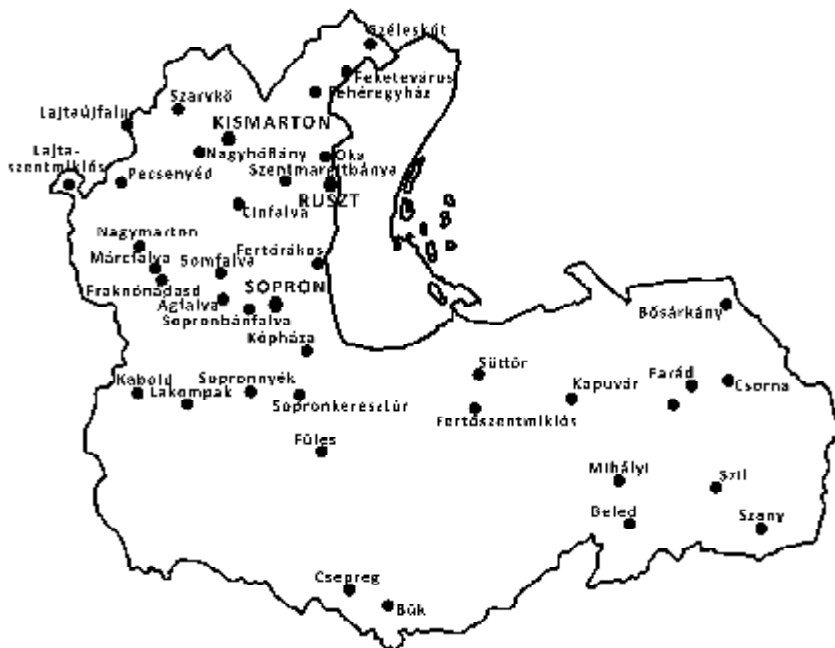 Széleskút
Feketeváros
Fehéregyház
Szarvkő
Lajtaújfalu
KISMARTON
Lajta-
szentmiklós
Nagyhöflány
Oka
Pecsenyéd
Szentmargitbánya
RUSZT
Cinfalva
Nagymarton
Márcfalva
Somfalva
Fertőrákos
Fraknónádasd
SOPRON
Ágfalva
Sopronbánfalva
Bősárkány
Kópháza
Süttör
Kabold
Lakompak
Sopronnyék
Sopronkeresztúr
Kapuvár
Farád
Csorna
Fertőszentmiklós
Füles
Mihályi
Szil
Beled
Szany
Csepreg
Bük